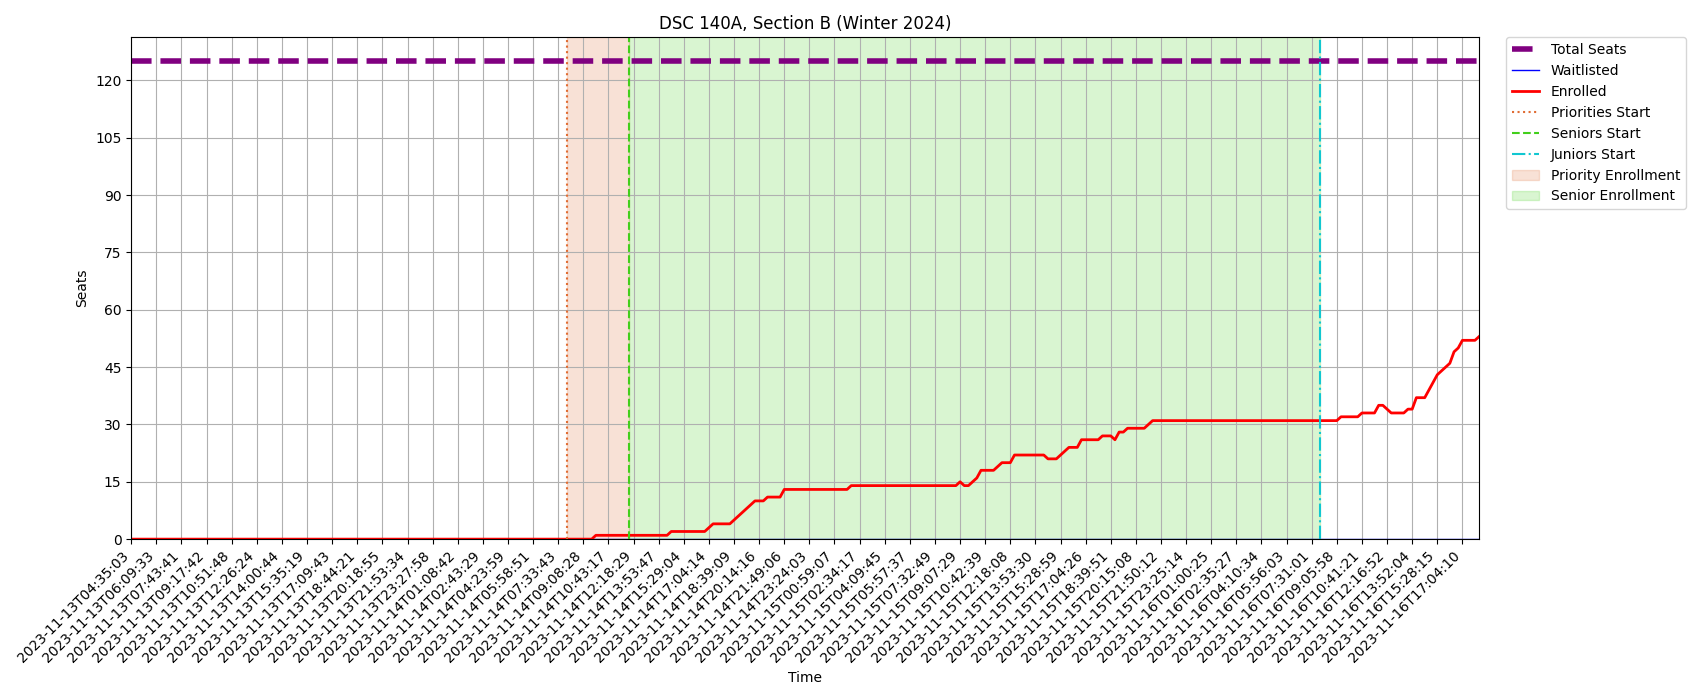 DSC 140A, Section B (Winter 2024)
Total Seats
Waitlisted
Enrolled
Priorities Start
Seniors Start
Juniors Start
Priority Enrollment
Senior Enrollment
Seats
120
105
90
75
60
45
30
15
0
2023-11-13T04:35:03
2023-11-13T06:09:33
2023-11-13T07:43:41
2023-11-13T09:17:42
2023-11-13T10:51:48
2023-11-13T12:26:24
2023-11-13T14:00:44
2023-11-13T15:35:19
2023-11-13T17:09:43
2023-11-13T18:44:21
2023-11-13T20:18:55
2023-11-13T21:53:34
2023-11-13T23:27:58
2023-11-14T01:08:42
2023-11-14T02:43:29
2023-11-14T04:23:59
2023-11-14T05:58:51
2023-11-14T07:33:43
2023-11-14T09:08:28
2023-11-14T10:43:17
2023-11-14T12:18:29
2023-11-14T13:53:47
2023-11-14T15:29:04
2023-11-14T17:04:14
2023-11-14T18:39:09
2023-11-14T20:14:16
2023-11-14T21:49:06
2023-11-14T23:24:03
2023-11-15T00:59:07
2023-11-15T02:34:17
2023-11-15T04:09:45
2023-11-15T05:57:37
2023-11-15T07:32:49
2023-11-15T09:07:29
2023-11-15T10:42:39
2023-11-15T12:18:08
2023-11-15T13:53:30
2023-11-15T15:28:59
2023-11-15T17:04:26
2023-11-15T18:39:51
2023-11-15T20:15:08
2023-11-15T21:50:12
2023-11-15T23:25:14
2023-11-16T01:00:25
2023-11-16T02:35:27
2023-11-16T04:10:34
2023-11-16T05:56:03
2023-11-16T07:31:01
2023-11-16T09:05:58
2023-11-16T10:41:21
2023-11-16T12:16:52
2023-11-16T13:52:04
2023-11-16T15:28:15
2023-11-16T17:04:10
Time